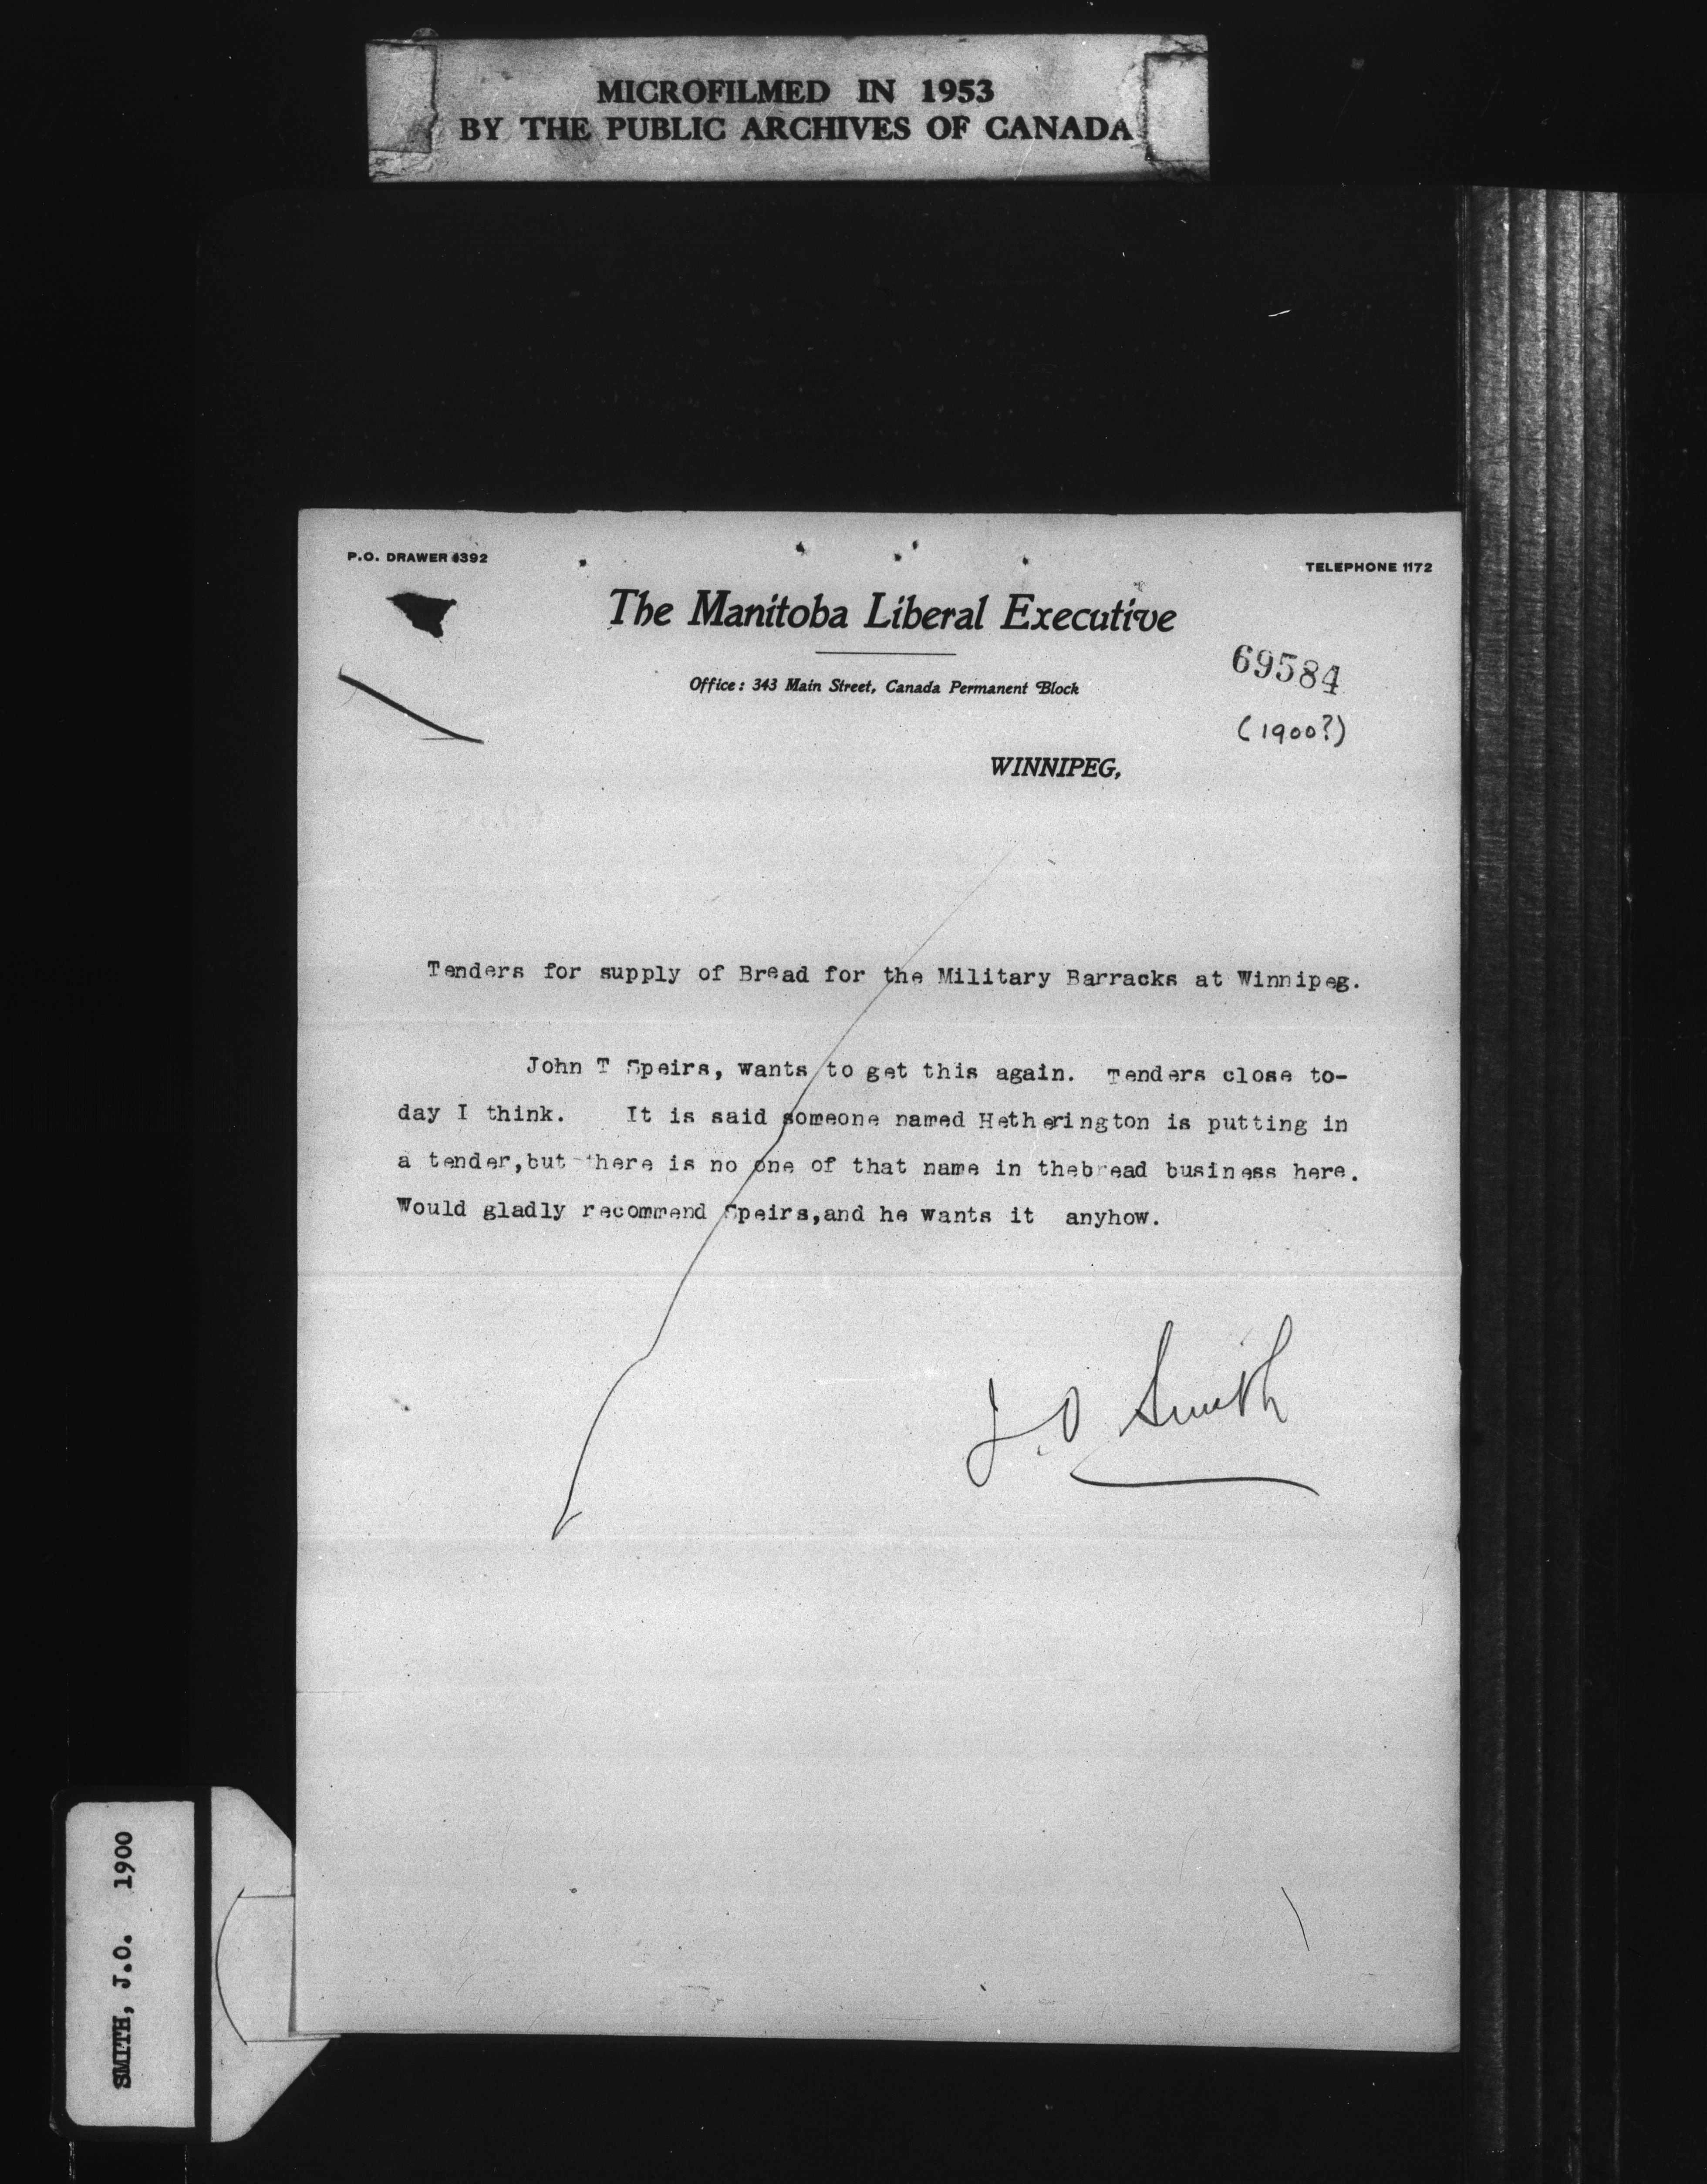 MICROFILMED IN 1953
BY THE PUBLIC ARCHIVES OF CANADA
P.O. DRAWER 4392
TELEPHONE 1172
The Manitoba Liberal Executive
69584
Office: 343 Main Street, Canada Permanent Block
(1900?)
WINNIPEG,
Tenders for supply of Bread for the Military Barracks at Winnipeg.
John T Speirs, wants to get this again. Tenders close to-
day I think. It is said someone named Hetherington is putting in
a tender,but there is no one of that name in thebread business here.
Would gladly recommend Speirs,and he wants it anyhow.
J.O Smith
SMITH, J.O. 1900